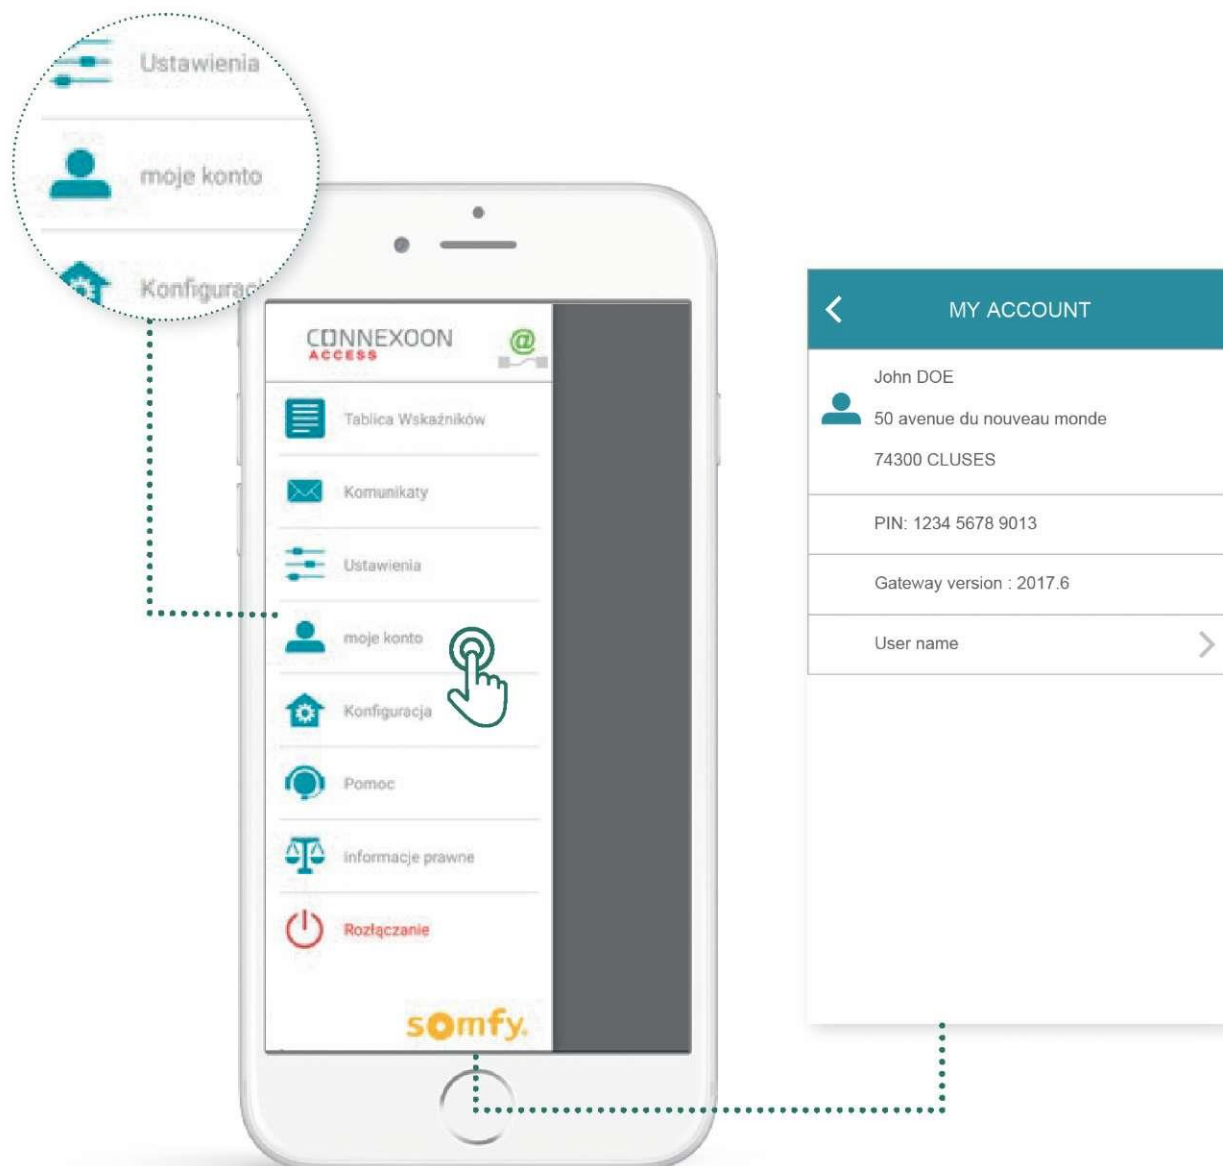 Ustawienia
moje konto
Konfigurac
CONNEXOON
ACCESS
@
Tablica Wskaźników
Komunikaty
Ustawienia
moje konto
Konfiguracja
Pomoc
informacje prawne
Rozłączanie
somfy.
MY ACCOUNT
John DOE
50 avenue du nouveau monde
74300 CLUSES
PIN: 1234 5678 9013
Gateway version : 2017.6
User name